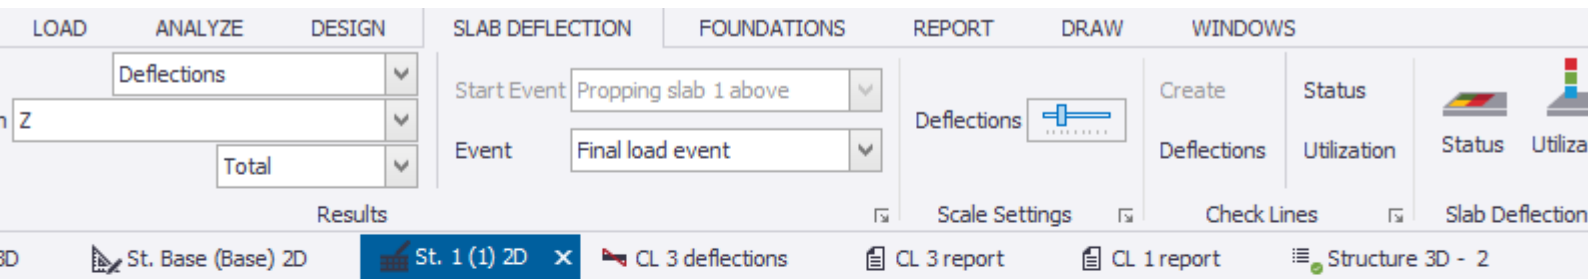 LOAD ANALYZE DESIGN SLAB DEFLECTION FOUNDATIONS REPORT DRAW WINDOWS
Deflections
Start Event Propping slab 1 above
Create Status
n Z
Deflections
Event Final load event
Deflections Utilization
Status Utiliza
Total
Results Scale Settings Check Lines Slab Deflection
3D St. Base (Base) 2D St. 1 (1) 2D X CL 3 deflections CL 3 report CL 1 report Structure 3D - 2